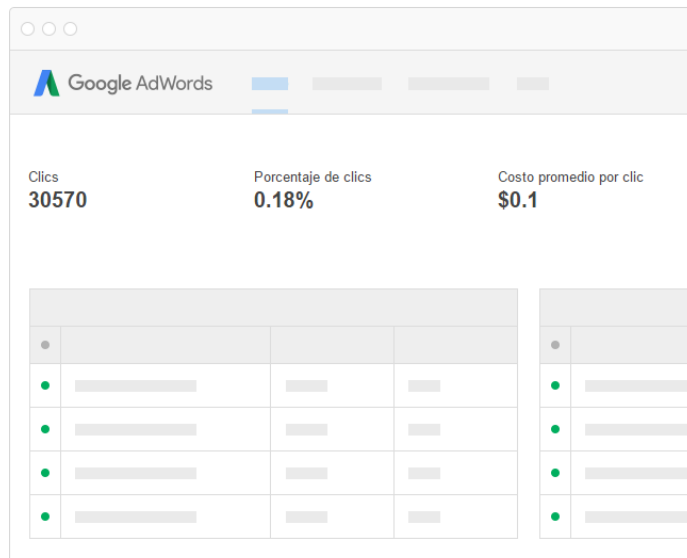 Google AdWords
Clics
30570
Porcentaje de clics
0.18%
Costo promedio por clic
$0.1